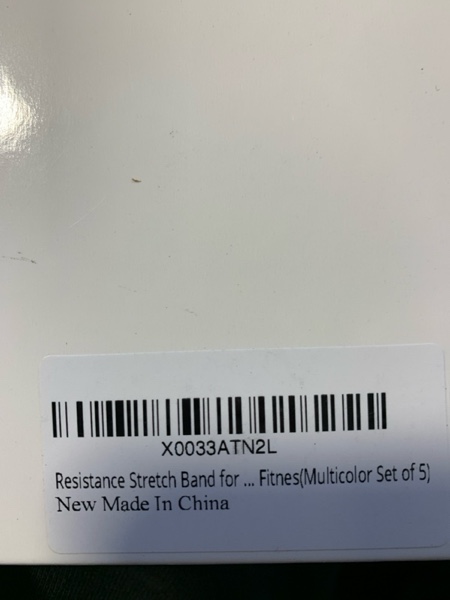 X0033ATN2L
Resistance Stretch Band for ... Fitnes(Multicolor Set of 5)
New Made In China